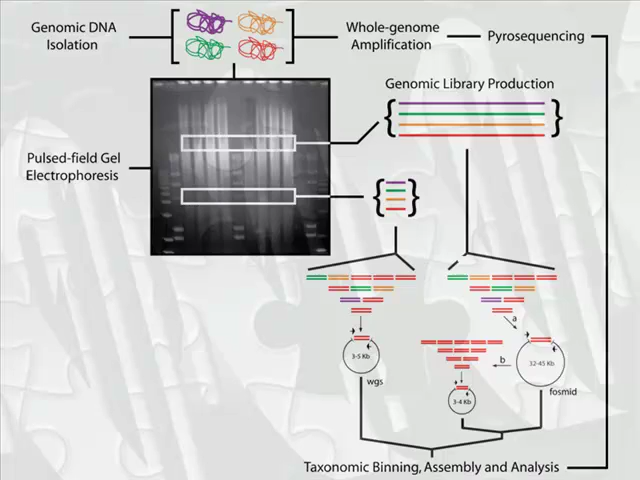 Genomic DNA
Isolation
Whole-genome
Amplification
Pyrosequencing
Genomic Library Production
Pulsed-field Gel
Electrophoresis
a
b
3-5 Kb
wgs
3-4 Kb
32-45 Kb
fosmid
Taxonomic Binning, Assembly and Analysis